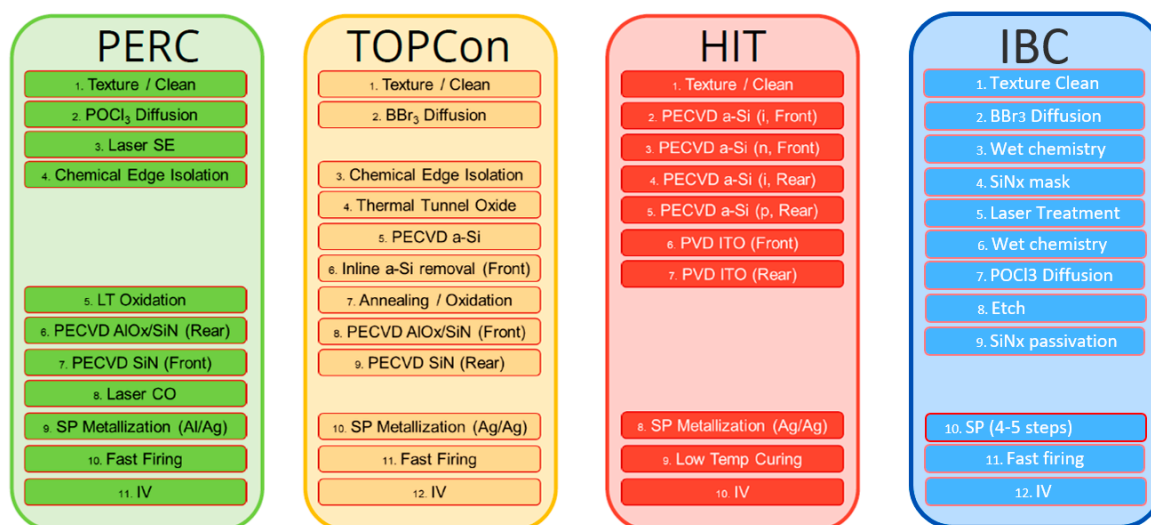 PERC
1. Texture / Clean
2. POCl₃ Diffusion
3. Laser SE
4. Chemical Edge Isolation
5. LT Oxidation
6. PECVD AlOx/SiN (Rear)
7. PECVD SiN (Front)
8. Laser CO
9. SP Metallization (Al/Ag)
10. Fast Firing
11. IV
TOPCon
1. Texture / Clean
2. BBr₃ Diffusion
3. Chemical Edge Isolation
4. Thermal Tunnel Oxide
5. PECVD a-Si
6. Inline a-Si removal (Front)
7. Annealing / Oxidation
8. PECVD AlOx/SiN (Front)
9. PECVD SiN (Rear)
10. SP Metallization (Ag/Ag)
11. Fast Firing
12. IV
HIT
1. Texture / Clean
2. PECVD a-Si (i, Front)
3. PECVD a-Si (n, Front)
4. PECVD a-Si (i, Rear)
5. PECVD a-Si (p, Rear)
6. PVD ITO (Front)
7. PVD ITO (Rear)
8. SP Metallization (Ag/Ag)
9. Low Temp Curing
10. IV
IBC
1. Texture Clean
2. BBr3 Diffusion
3. Wet chemistry
4. SiNx mask
5. Laser Treatment
6. Wet chemistry
7. POCl3 Diffusion
8. Etch
9. SiNx passivation
10. SP (4-5 steps)
11. Fast firing
12. IV